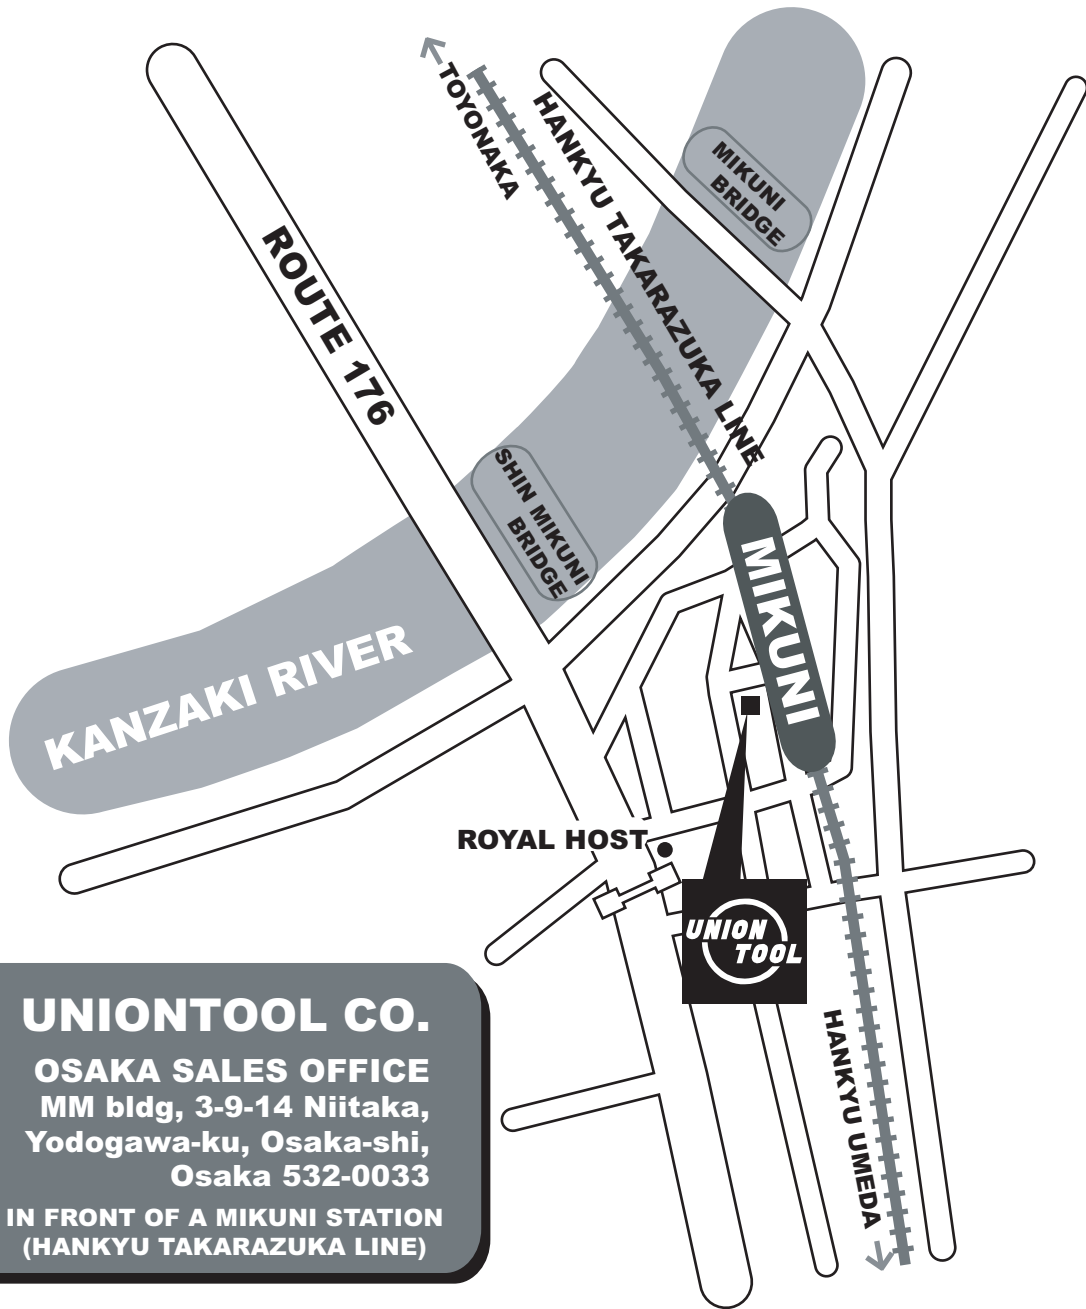 TOYONAKA
HANKYU TAKARAZUKA LINE
MIKUNI
BRIDGE
ROUTE 176
SHIN MIKUNI
BRIDGE
MIKUNI
KANZAKI RIVER
ROYAL HOST
UNION
TOOL
HANKYU UMEDA
UNIONTOOL CO.
OSAKA SALES OFFICE
MM bldg, 3-9-14 Niitaka,
Yodogawa-ku, Osaka-shi,
Osaka 532-0033
IN FRONT OF A MIKUNI STATION
(HANKYU TAKARAZUKA LINE)